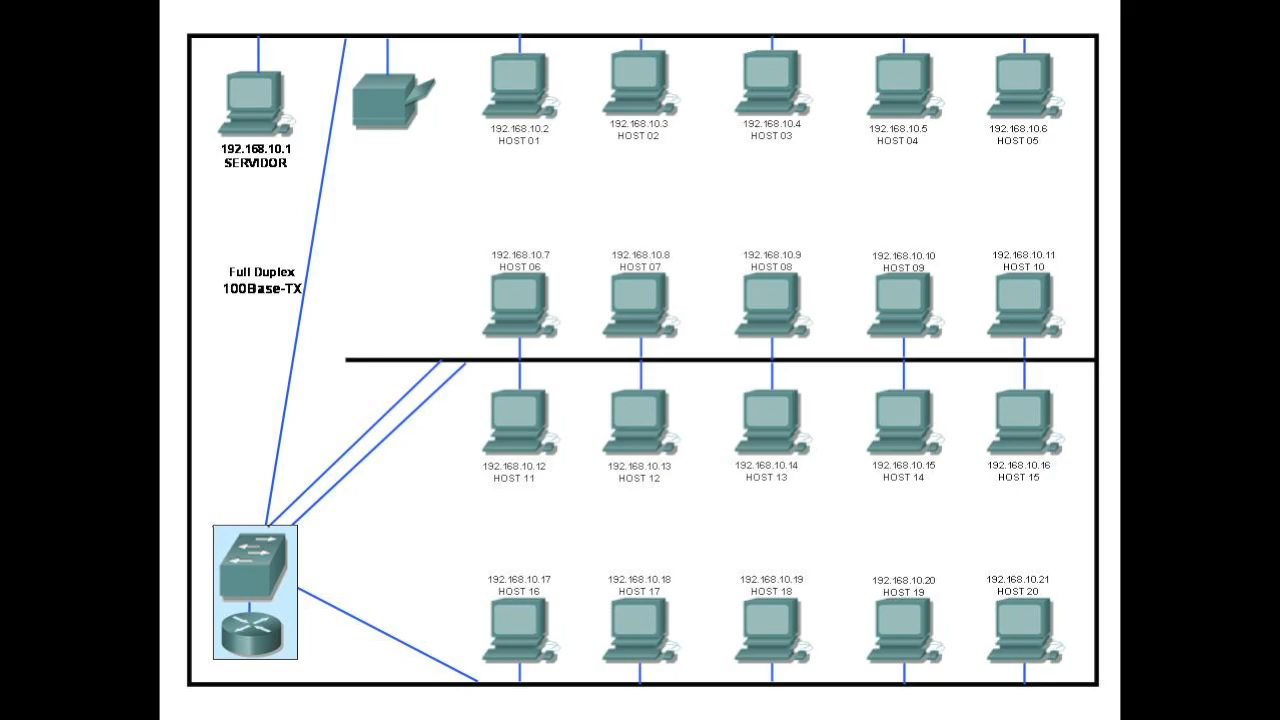 192.168.10.1
SERVIDOR
192.168.10.2
HOST 01
192.168.10.3
HOST 02
192.168.10.4
HOST 03
192.168.10.5
HOST 04
192.168.10.6
HOST 05
Full Duplex
100Base-TX
192.168.10.7
HOST 06
192.168.10.8
HOST 07
192.168.10.9
HOST 08
192.168.10.10
HOST 09
192.168.10.11
HOST 10
192.168.10.12
HOST 11
192.168.10.13
HOST 12
192.168.10.14
HOST 13
192.168.10.15
HOST 14
192.168.10.16
HOST 15
192.168.10.17
HOST 16
192.168.10.18
HOST 17
192.168.10.19
HOST 18
192.168.10.20
HOST 19
192.168.10.21
HOST 20